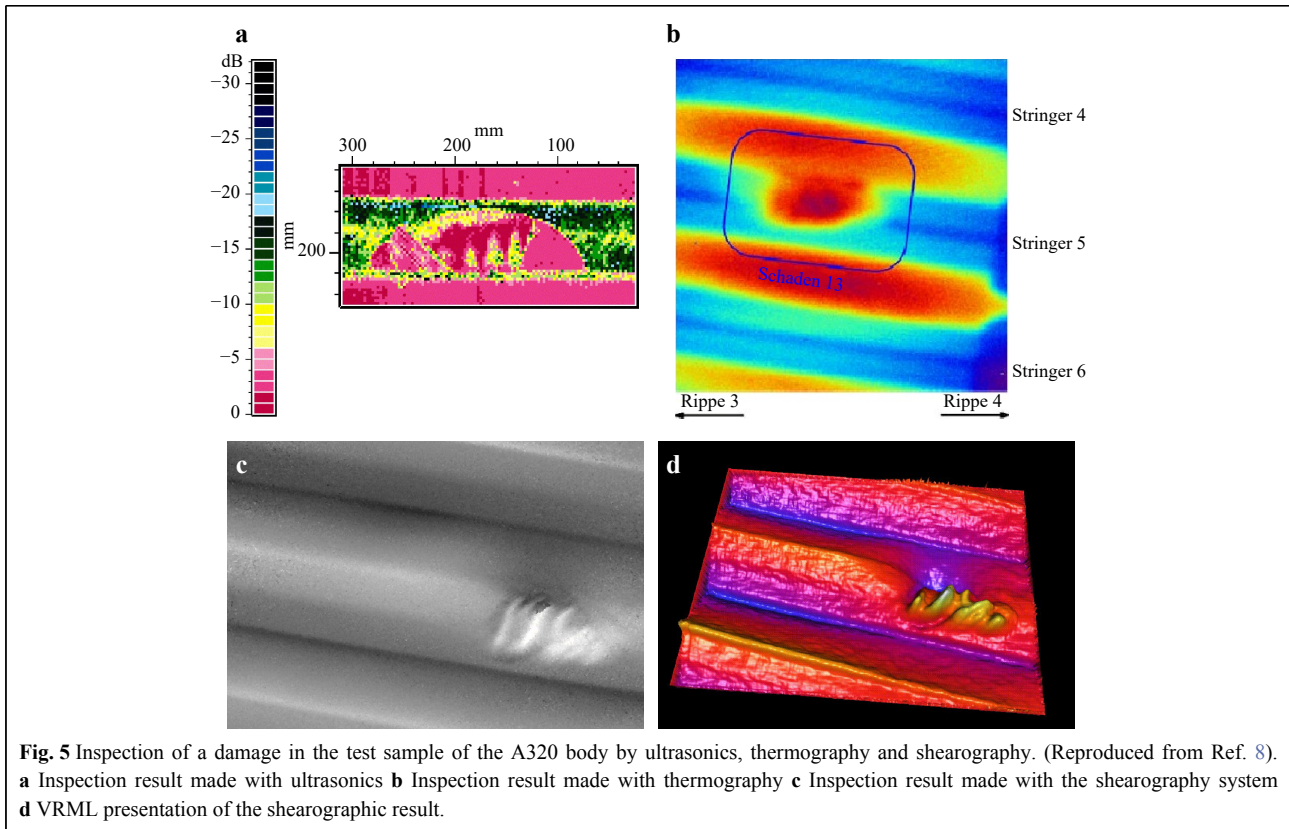 a
dB
−30
−25
−20
−15
−10
−5
0
mm
300 200 100
mm
200
b
Stringer 4
Stringer 5
Schaden 13
Stringer 6
Rippe 3
Rippe 4
c
d
Fig. 5 Inspection of a damage in the test sample of the A320 body by ultrasonics, thermography and shearography. (Reproduced from Ref. 8).
a Inspection result made with ultrasonics b Inspection result made with thermography c Inspection result made with the shearography system
d VRML presentation of the shearographic result.